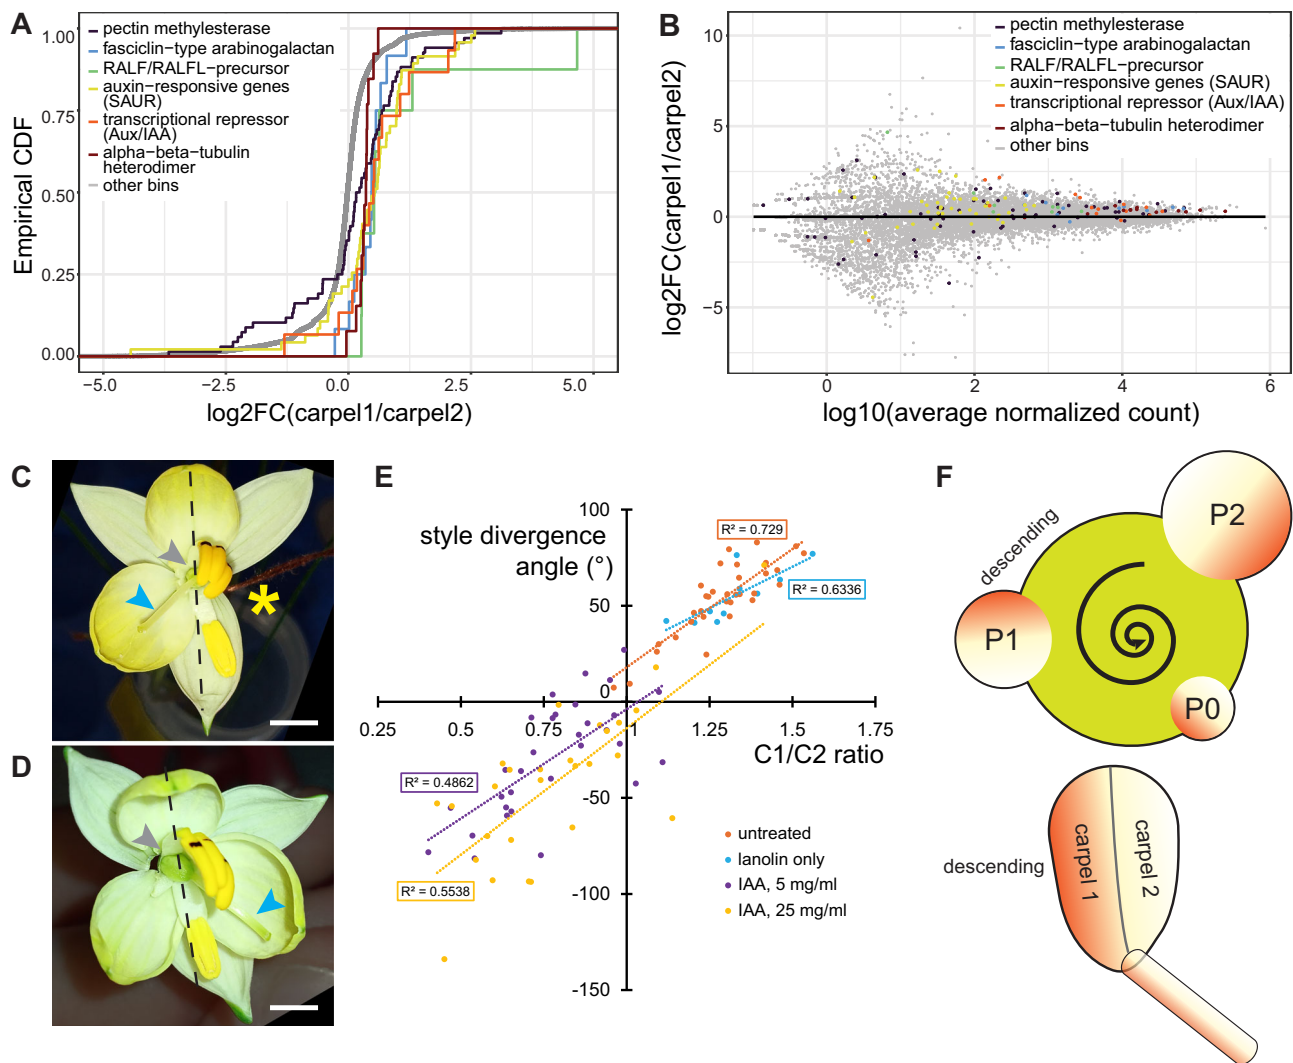 A
1.00
0.75
0.50
0.25
0.00
Empirical CDF
pectin methylesterase
fasciclin−type arabinogalactan
RALF/RALFL−precursor
auxin−responsive genes
(SAUR)
transcriptional repressor
(Aux/IAA)
alpha−beta−tubulin
heterodimer
other bins
−5.0 −2.5 0.0 2.5 5.0
log2FC(carpel1/carpel2)
B
10
5
0
−5
log2FC(carpel1/carpel2)
pectin methylesterase
fasciclin−type arabinogalactan
RALF/RALFL−precursor
auxin−responsive genes (SAUR)
transcriptional repressor (Aux/IAA)
alpha−beta−tubulin heterodimer
other bins
0 2 4 6
log10(average normalized count)
C
*
D
E
style divergence
angle (°)
100
50
0
-50
-100
-150
0.25 0.5 0.75 1.25 1.5 1.75
C1/C2 ratio
R² = 0.729
R² = 0.6336
R² = 0.4862
R² = 0.5538
untreated
lanolin only
IAA, 5 mg/ml
IAA, 25 mg/ml
F
descending
P2
P1
P0
descending
carpel 1
carpel 2